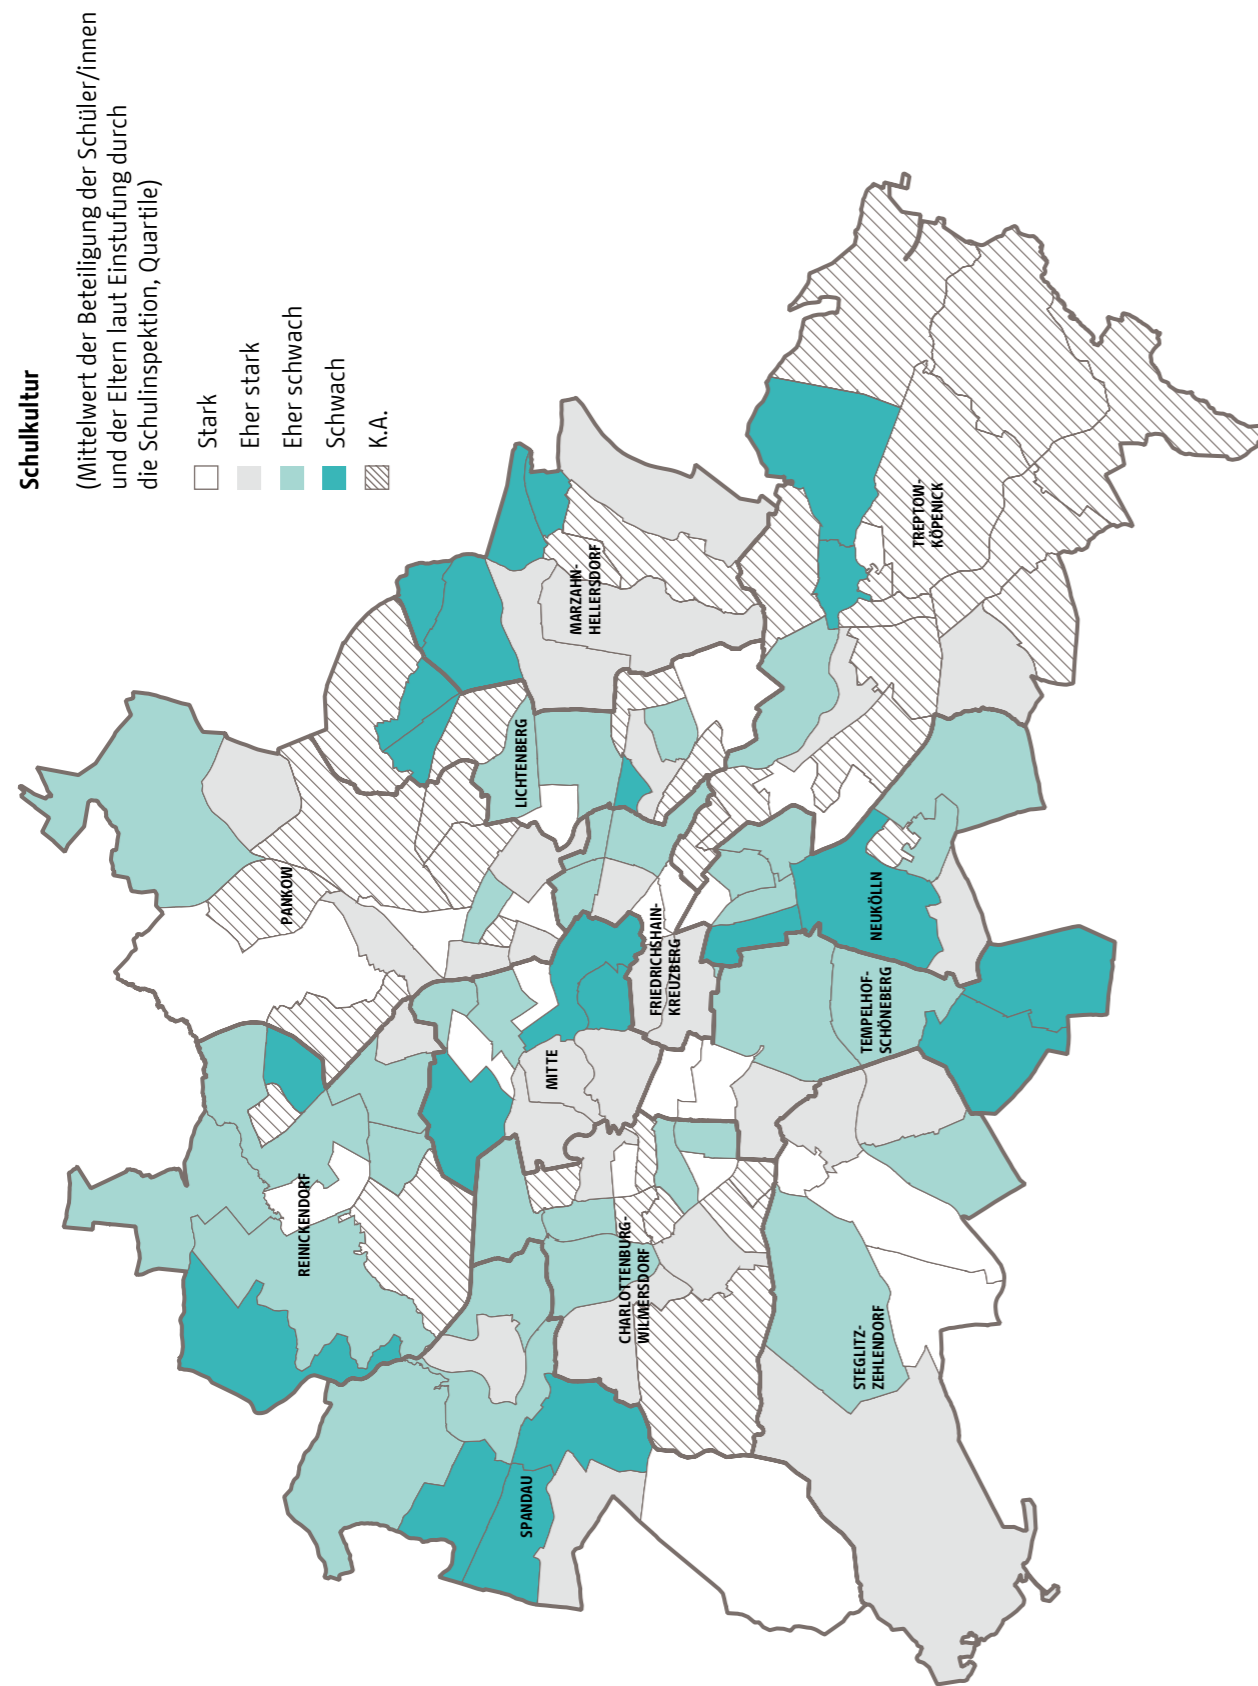 Schulkultur
(Mittelwert der Beteiligung der Schüler/innen
und der Eltern laut Einstufung durch
die Schulinspektion, Quartile)
Stark
Eher stark
Eher schwach
Schwach
K.A.
PANKOW
REINICKENDORF
LICHTENBERG
MARZAHN-
HELLERSDORF
MITTE
FRIEDRICHSHAIN-
KREUZBERG
SPANDAU
CHARLOTTENBURG-
WILMERSDORF
TREPTOW-
KÖPENICK
NEUKÖLLN
TEMPELHOF-
SCHÖNEBERG
STEGLITZ-
ZEHLENDORF